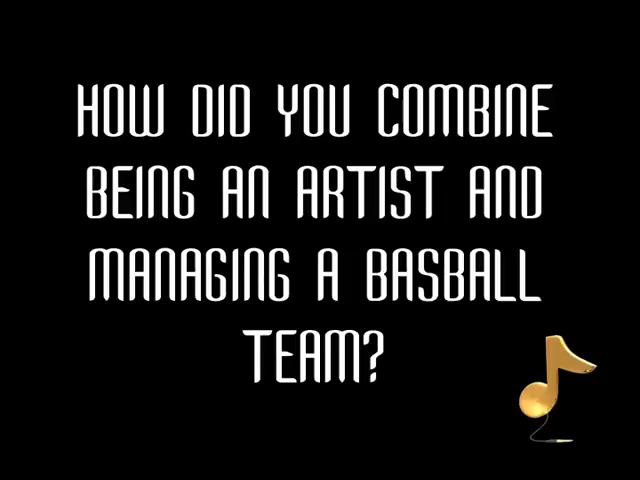 HOW DID YOU COMBINE
BEING AN ARTIST AND
MANAGING A BASBALL
TEAM?